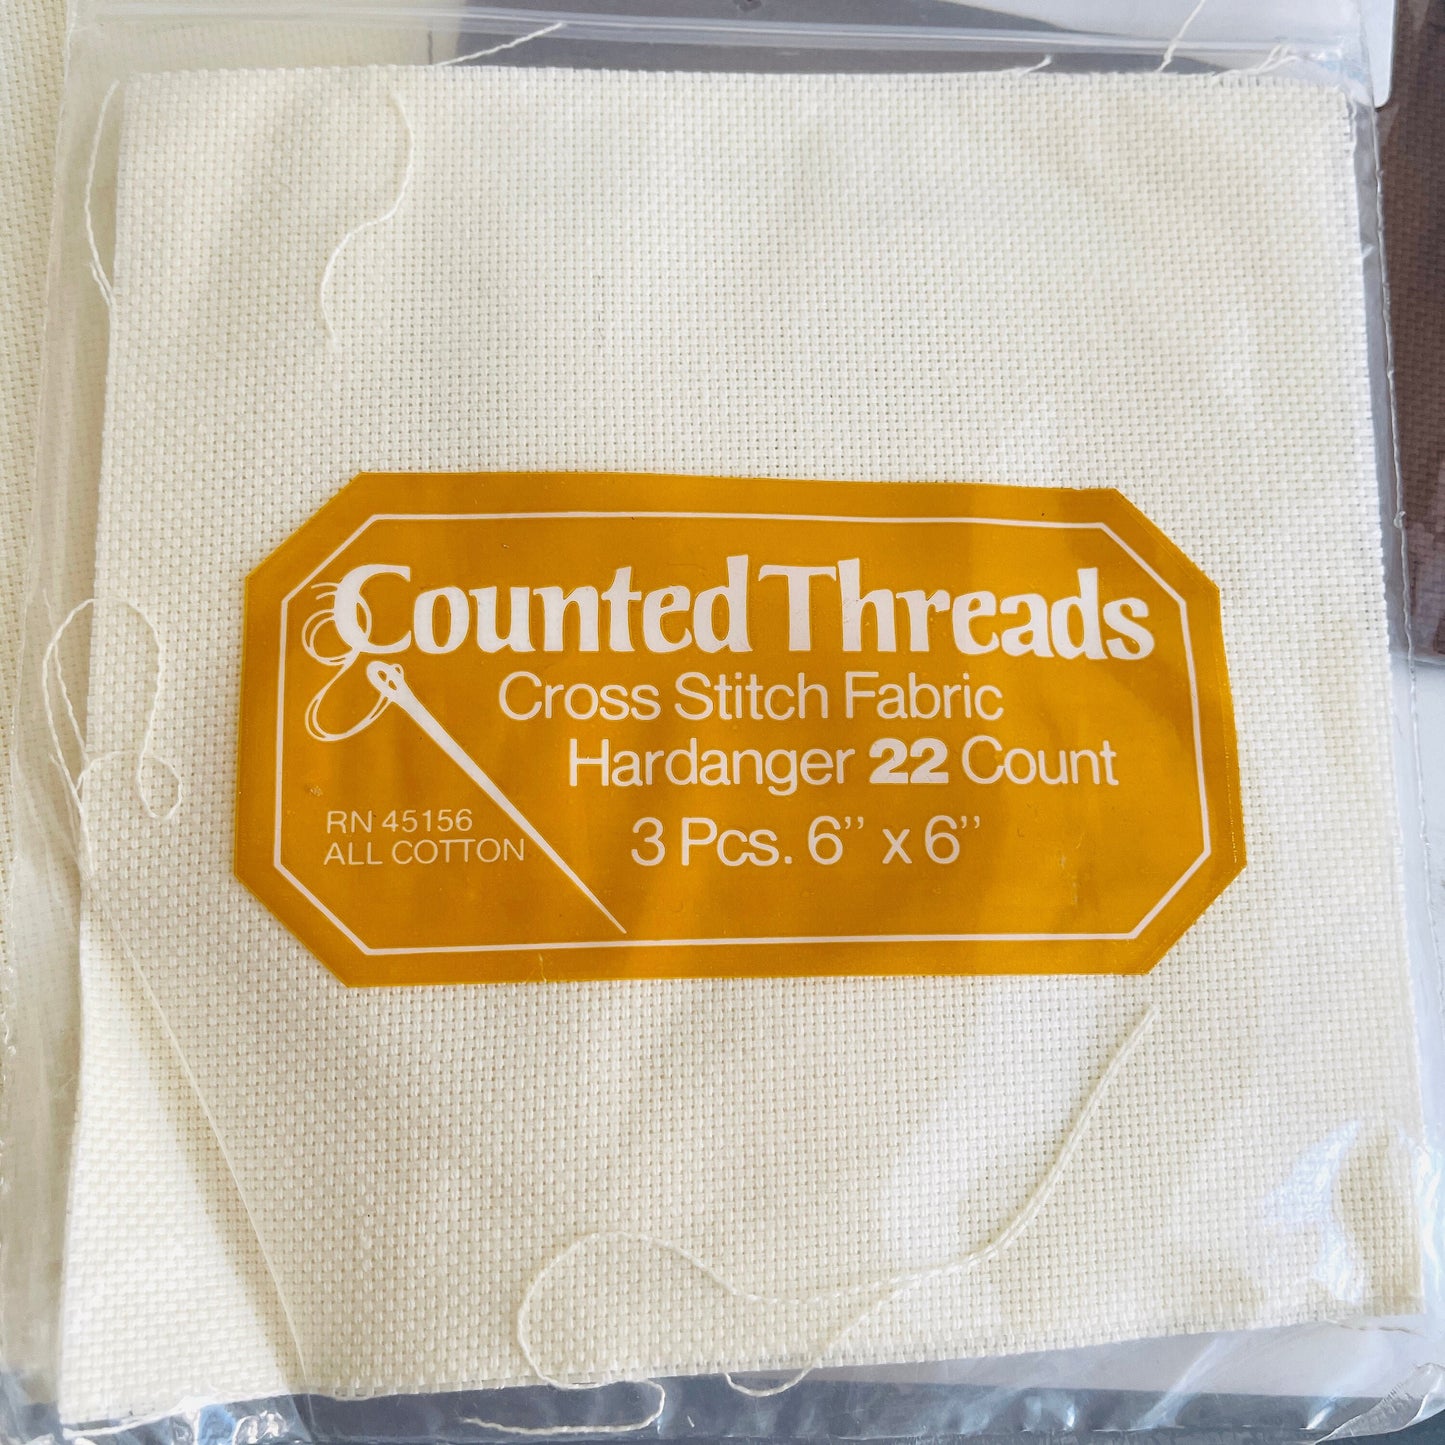 Counted Threads
Cross Stitch Fabric
Hardanger 22 Count
3 Pcs. 6" x 6"
RN 45156
ALL COTTON